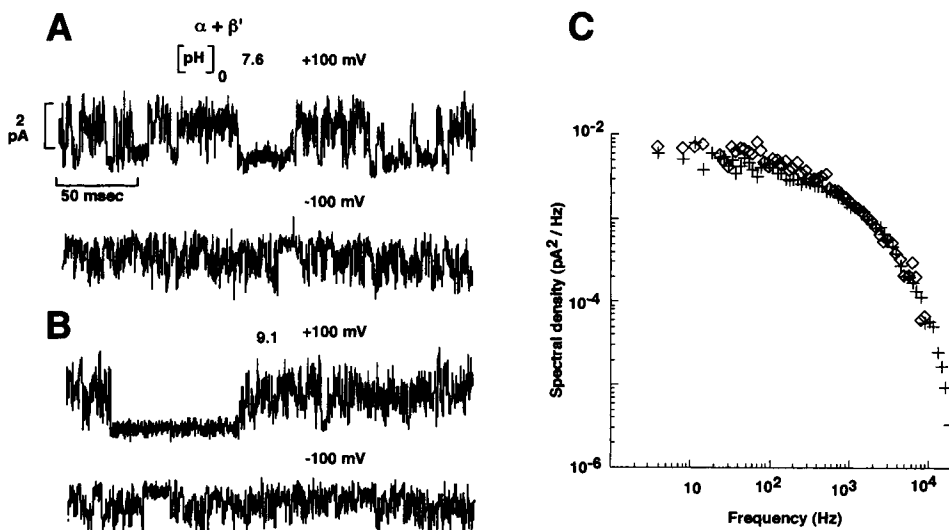 A
α + β'
[pH]0 7.6 +100 mV
2 pA
50 msec
-100 mV
B
9.1 +100 mV
-100 mV
C
Spectral density (pA2 / Hz)
10-2
10-4
10-6
10 102 103 104
Frequency (Hz)